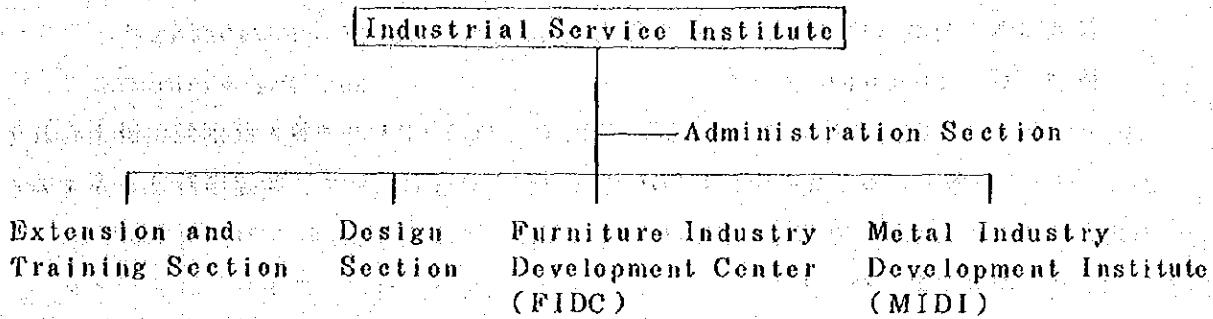 Industrial Service Institute
Administration Section
Extension and Training Section
Design Section
Furniture Industry Development Center (FIDC)
Metal Industry Development Institute (MIDI)